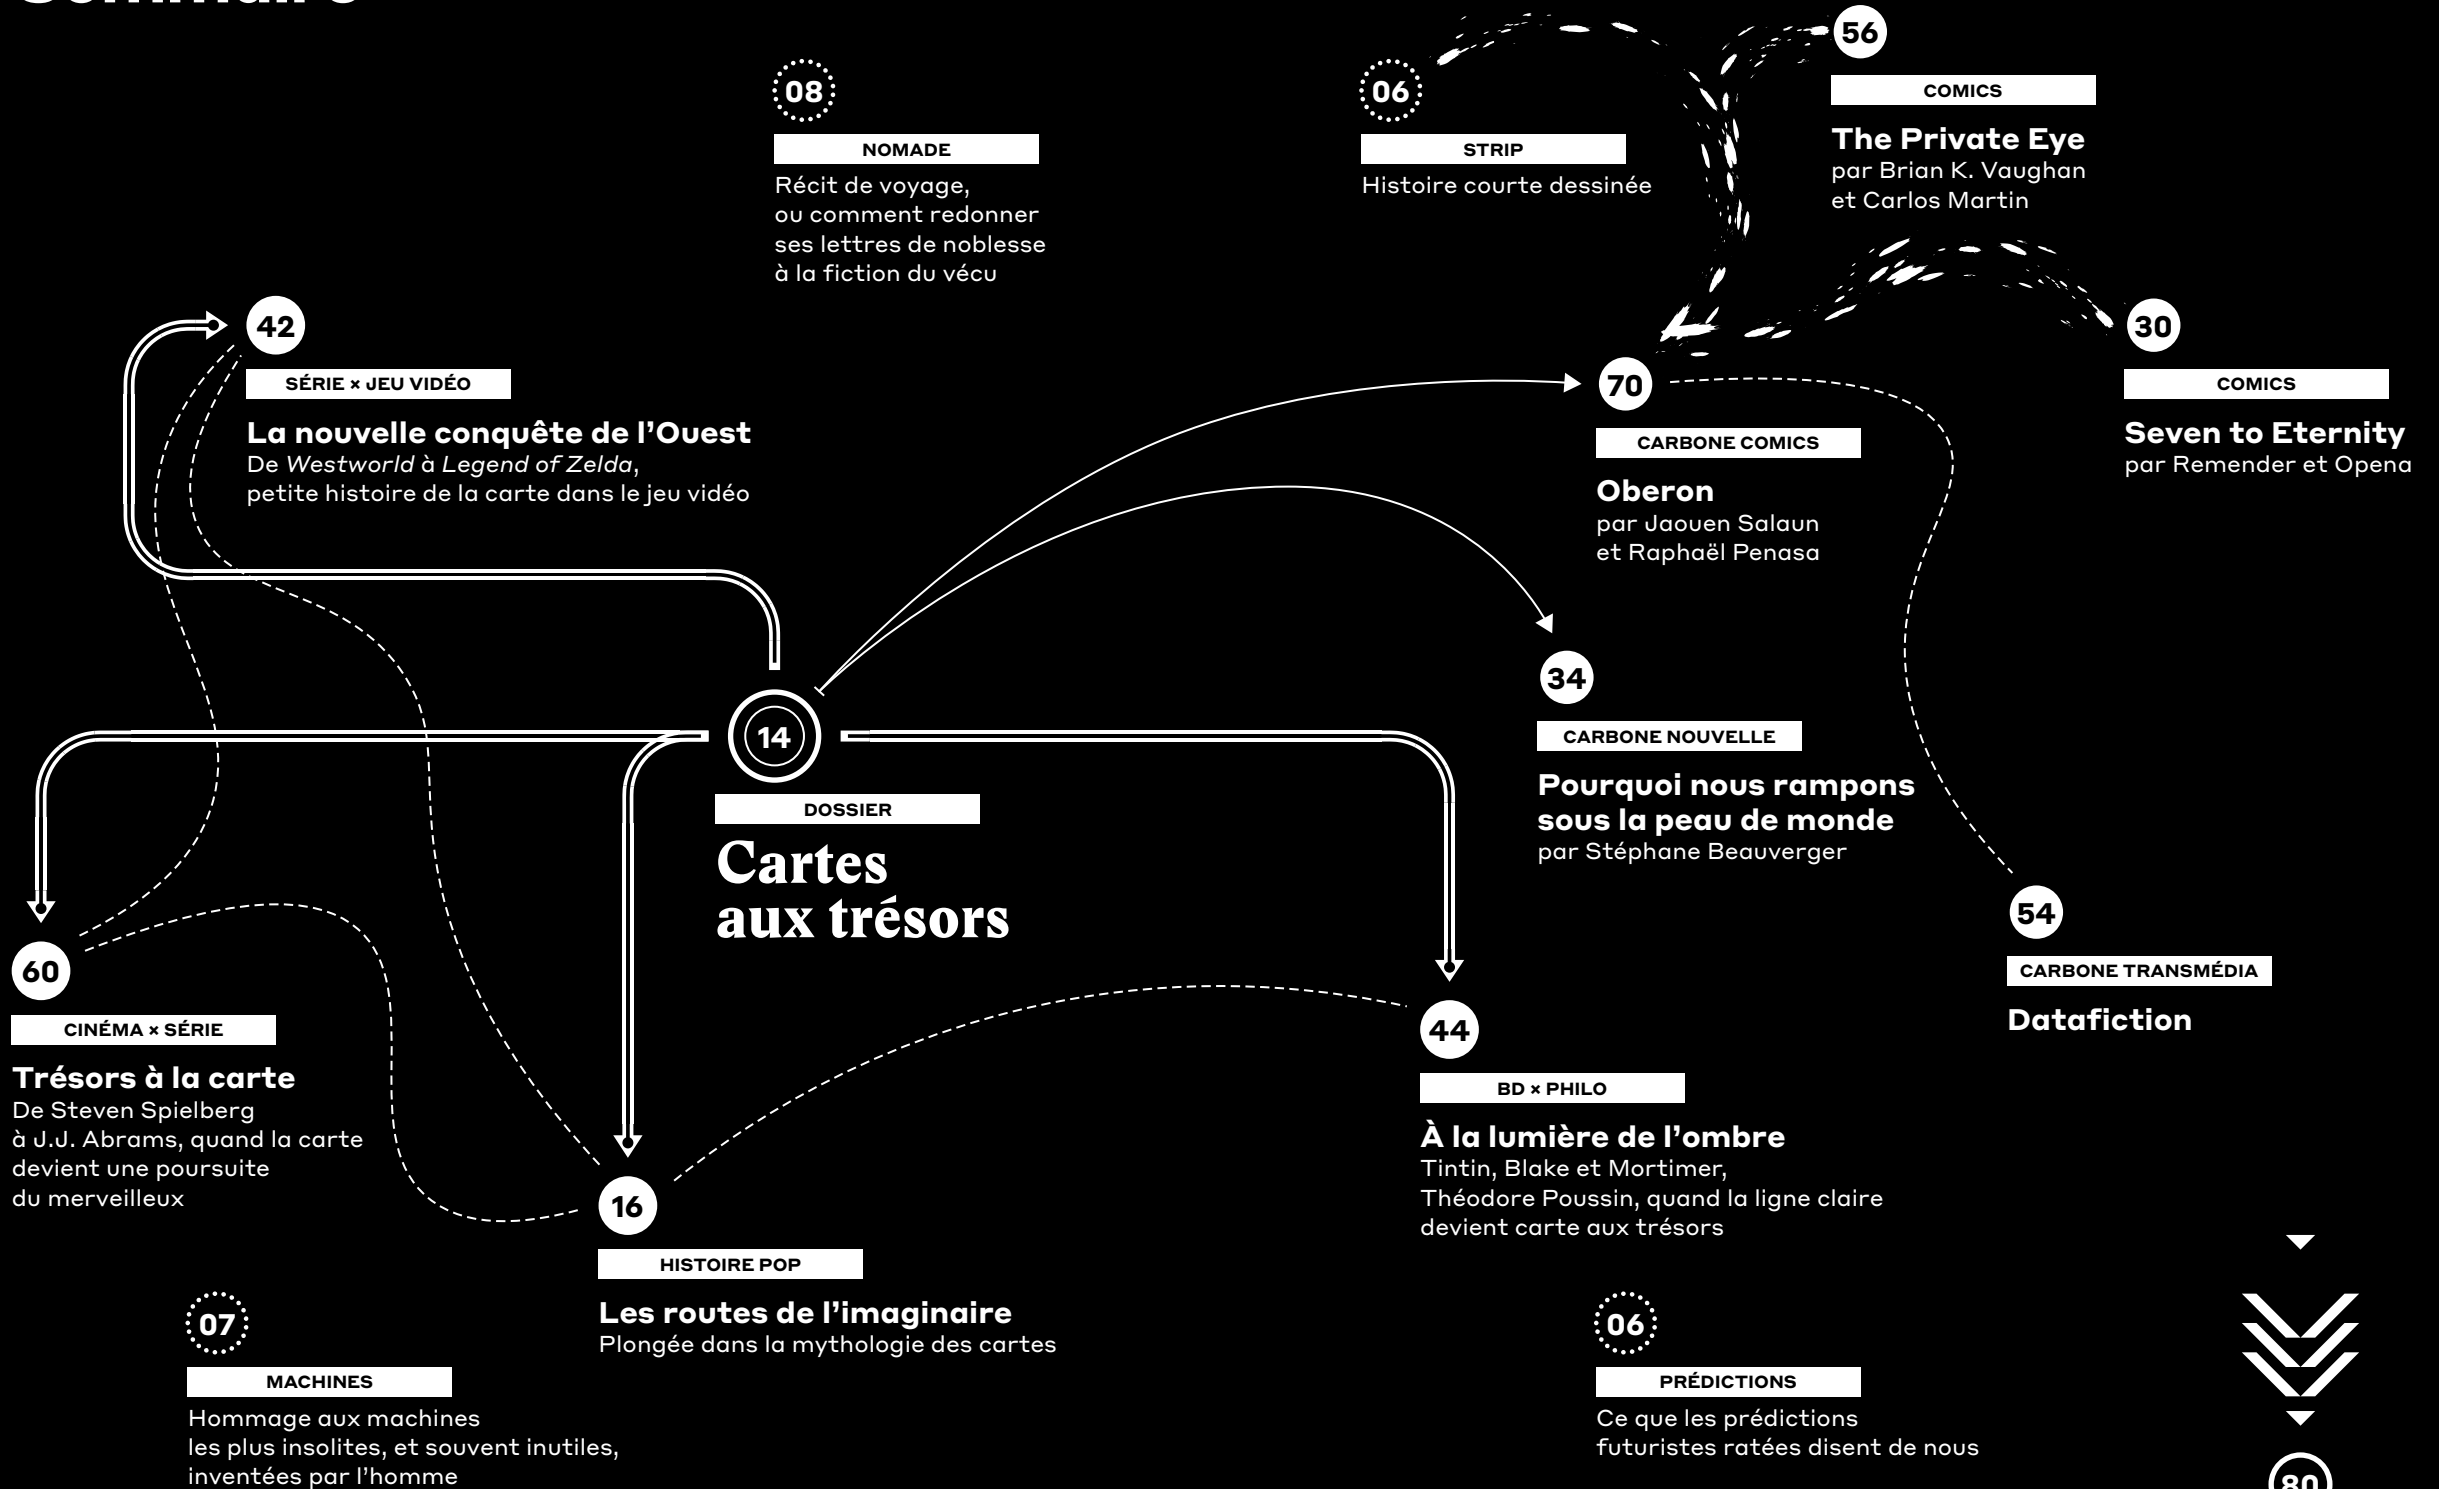 Sommaire
56
COMICS
The Private Eye
par Brian K. Vaughan
et Carlos Martin
08
NOMADE
Récit de voyage,
ou comment redonner
ses lettres de noblesse
à la fiction du vécu
06
STRIP
Histoire courte dessinée
42
SÉRIE × JEU VIDÉO
La nouvelle conquête de l’Ouest
De Westworld à Legend of Zelda,
petite histoire de la carte dans le jeu vidéo
30
COMICS
Seven to Eternity
par Remender et Opena
70
CARBONE COMICS
Oberon
par Jaouen Salaun
et Raphaël Penasa
34
CARBONE NOUVELLE
Pourquoi nous rampons
sous la peau de monde
par Stéphane Beauverger
14
DOSSIER
Cartes
aux trésors
54
CARBONE TRANSMÉDIA
Datafiction
60
CINÉMA × SÉRIE
Trésors à la carte
De Steven Spielberg
à J.J. Abrams, quand la carte
devient une poursuite
du merveilleux
44
BD × PHILO
À la lumière de l’ombre
Tintin, Blake et Mortimer,
Théodore Poussin, quand la ligne claire
devient carte aux trésors
16
HISTOIRE POP
Les routes de l’imaginaire
Plongée dans la mythologie des cartes
07
MACHINES
Hommage aux machines
les plus insolites, et souvent inutiles,
inventées par l’homme
06
PRÉDICTIONS
Ce que les prédictions
futuristes ratées disent de nous
80